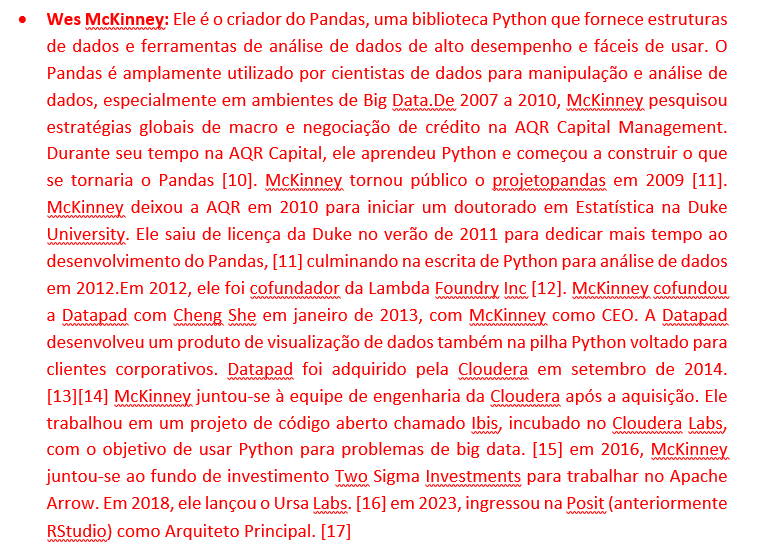 • Wes McKinney: Ele é o criador do Pandas, uma biblioteca Python que fornece estruturas
de dados e ferramentas de análise de dados de alto desempenho e fáceis de usar. O
Pandas é amplamente utilizado por cientistas de dados para manipulação e análise de
dados, especialmente em ambientes de Big Data.De 2007 a 2010, McKinney pesquisou
estratégias globais de macro e negociação de crédito na AQR Capital Management.
Durante seu tempo na AQR Capital, ele aprendeu Python e começou a construir o que
se tornaria o Pandas [10]. McKinney tornou público o projetopandas em 2009 [11].
McKinney deixou a AQR em 2010 para iniciar um doutorado em Estatística na Duke
University. Ele saiu de licença da Duke no verão de 2011 para dedicar mais tempo ao
desenvolvimento do Pandas, [11] culminando na escrita de Python para análise de dados
em 2012.Em 2012, ele foi cofundador da Lambda Foundry Inc [12]. McKinney cofundou
a Datapad com Cheng She em janeiro de 2013, com McKinney como CEO. A Datapad
desenvolveu um produto de visualização de dados também na pilha Python voltado para
clientes corporativos. Datapad foi adquirido pela Cloudera em setembro de 2014.
[13][14] McKinney juntou-se à equipe de engenharia da Cloudera após a aquisição. Ele
trabalhou em um projeto de código aberto chamado Ibis, incubado no Cloudera Labs,
com o objetivo de usar Python para problemas de big data. [15] em 2016, McKinney
juntou-se ao fundo de investimento Two Sigma Investments para trabalhar no Apache
Arrow. Em 2018, ele lançou o Ursa Labs. [16] em 2023, ingressou na Posit (anteriormente
RStudio) como Arquiteto Principal. [17]